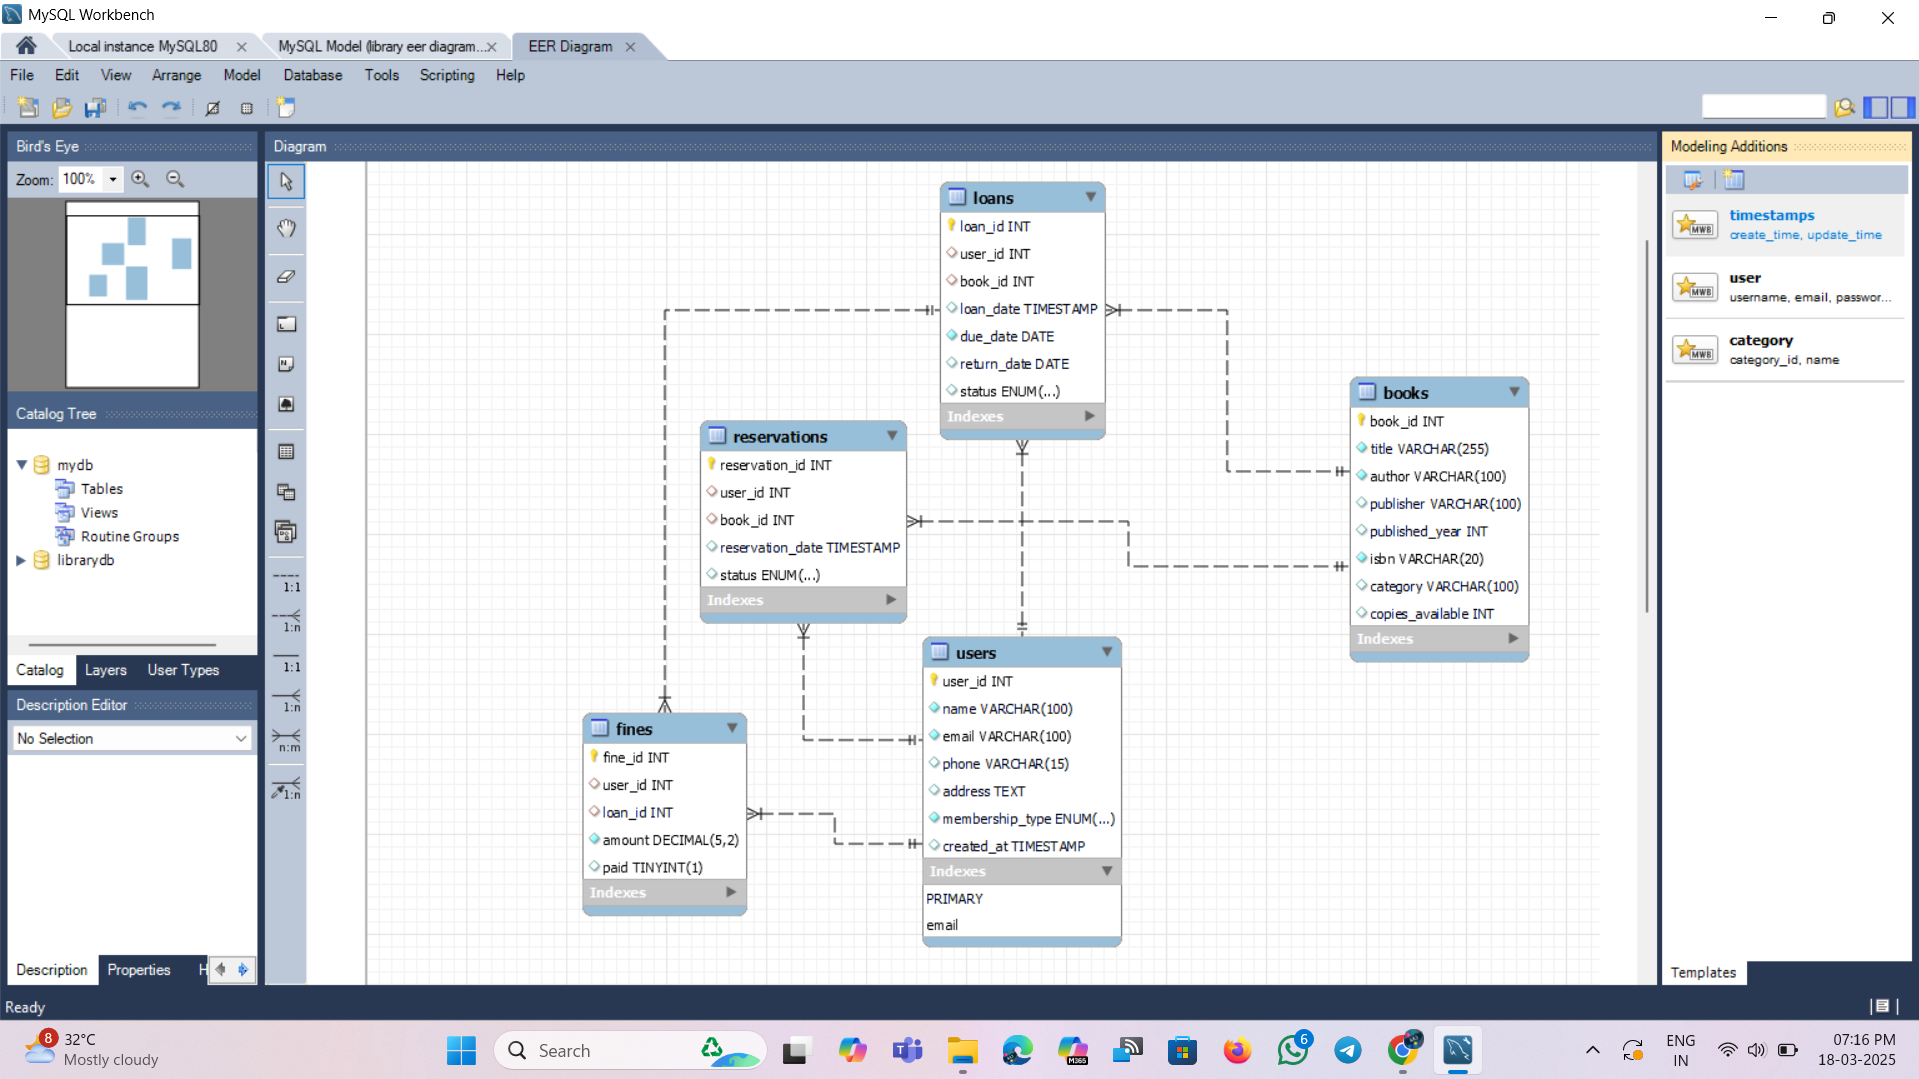 MySQL Workbench
Local instance MySQL80
MySQL Model (library eer diagram...
EER Diagram
File Edit View Arrange Model Database Tools Scripting Help
Bird's Eye
Zoom: 100%
Catalog Tree
mydb
Tables
Views
Routine Groups
librarydb
Catalog Layers User Types
Description Editor
No Selection
Description Properties H
Ready
Diagram
1:1
1:n
1:1
1:n
n:m
1:n
loans
loan_id INT
user_id INT
book_id INT
loan_date TIMESTAMP
due_date DATE
return_date DATE
status ENUM(...)
Indexes
reservations
reservation_id INT
user_id INT
book_id INT
reservation_date TIMESTAMP
status ENUM(...)
Indexes
books
book_id INT
title VARCHAR(255)
author VARCHAR(100)
publisher VARCHAR(100)
published_year INT
isbn VARCHAR(20)
category VARCHAR(100)
copies_available INT
Indexes
fines
fine_id INT
user_id INT
loan_id INT
amount DECIMAL(5,2)
paid TINYINT(1)
Indexes
users
user_id INT
name VARCHAR(100)
email VARCHAR(100)
phone VARCHAR(15)
address TEXT
membership_type ENUM(...)
created_at TIMESTAMP
Indexes
PRIMARY
email
Modeling Additions
MWB
timestamps
create_time, update_time
MWB
user
username, email, passwor...
MWB
category
category_id, name
Templates
8
32°C
Mostly cloudy
Search
M365
6
ENG
IN
07:16 PM
18-03-2025